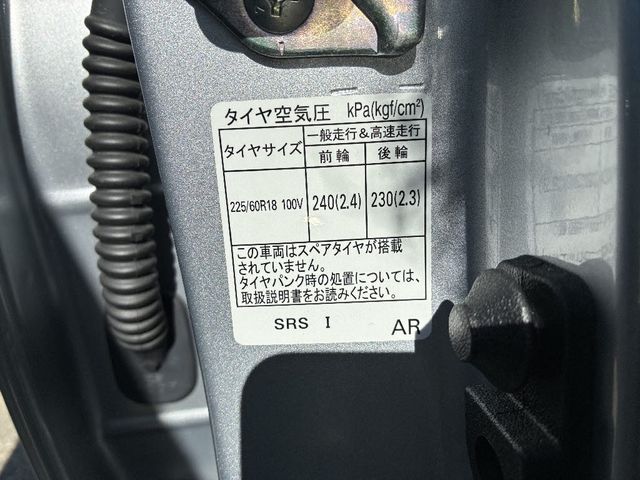 タイヤ空気圧 kPa(kgf/cm²)
タイヤサイズ 一般走行&高速走行
前輪 後輪
225/60R18 100V 240(2.4) 230(2.3)
この車両はスペアタイヤが搭載
されていません。
タイヤパンク時の処置については、
取扱説明書をお読みください。
SRS I AR